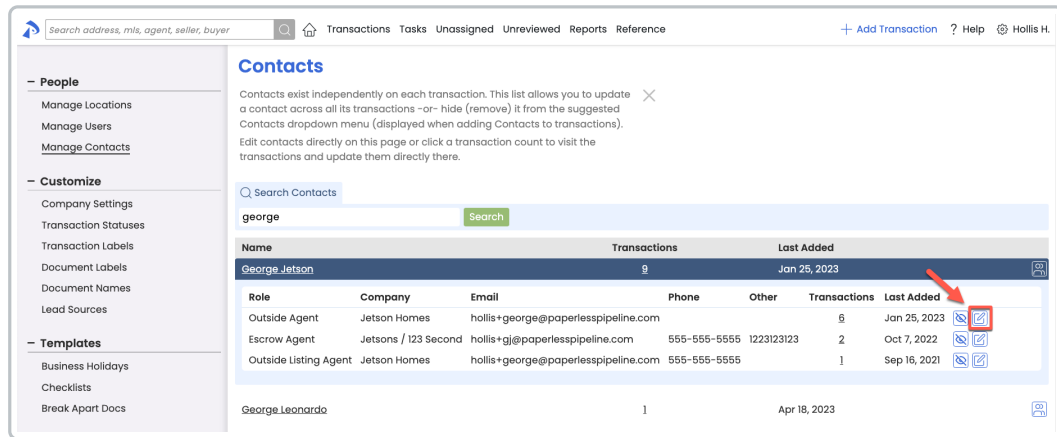 Search address, mls, agent, seller, buyer
Transactions Tasks Unassigned Unreviewed Reports Reference
+ Add Transaction ? Help Hollis H.
− People
Manage Locations
Manage Users
Manage Contacts
− Customize
Company Settings
Transaction Statuses
Transaction Labels
Document Labels
Document Names
Lead Sources
− Templates
Business Holidays
Checklists
Break Apart Docs
Contacts
Contacts exist independently on each transaction. This list allows you to update
a contact across all its transactions -or- hide (remove) it from the suggested
Contacts dropdown menu (displayed when adding Contacts to transactions).
Edit contacts directly on this page or click a transaction count to visit the
transactions and update them directly there.
Search Contacts
george Search
Name Transactions Last Added
George Jetson 9 Jan 25, 2023
Role Company Email Phone Other Transactions Last Added
Outside Agent Jetson Homes hollis+george@paperlesspipeline.com 6 Jan 25, 2023
Escrow Agent Jetsons / 123 Second hollis+gj@paperlesspipeline.com 555-555-5555 1223123123 2 Oct 7, 2022
Outside Listing Agent Jetson Homes hollis+george@paperlesspipeline.com 555-555-5555 1 Sep 16, 2021
George Leonardo 1 Apr 18, 2023